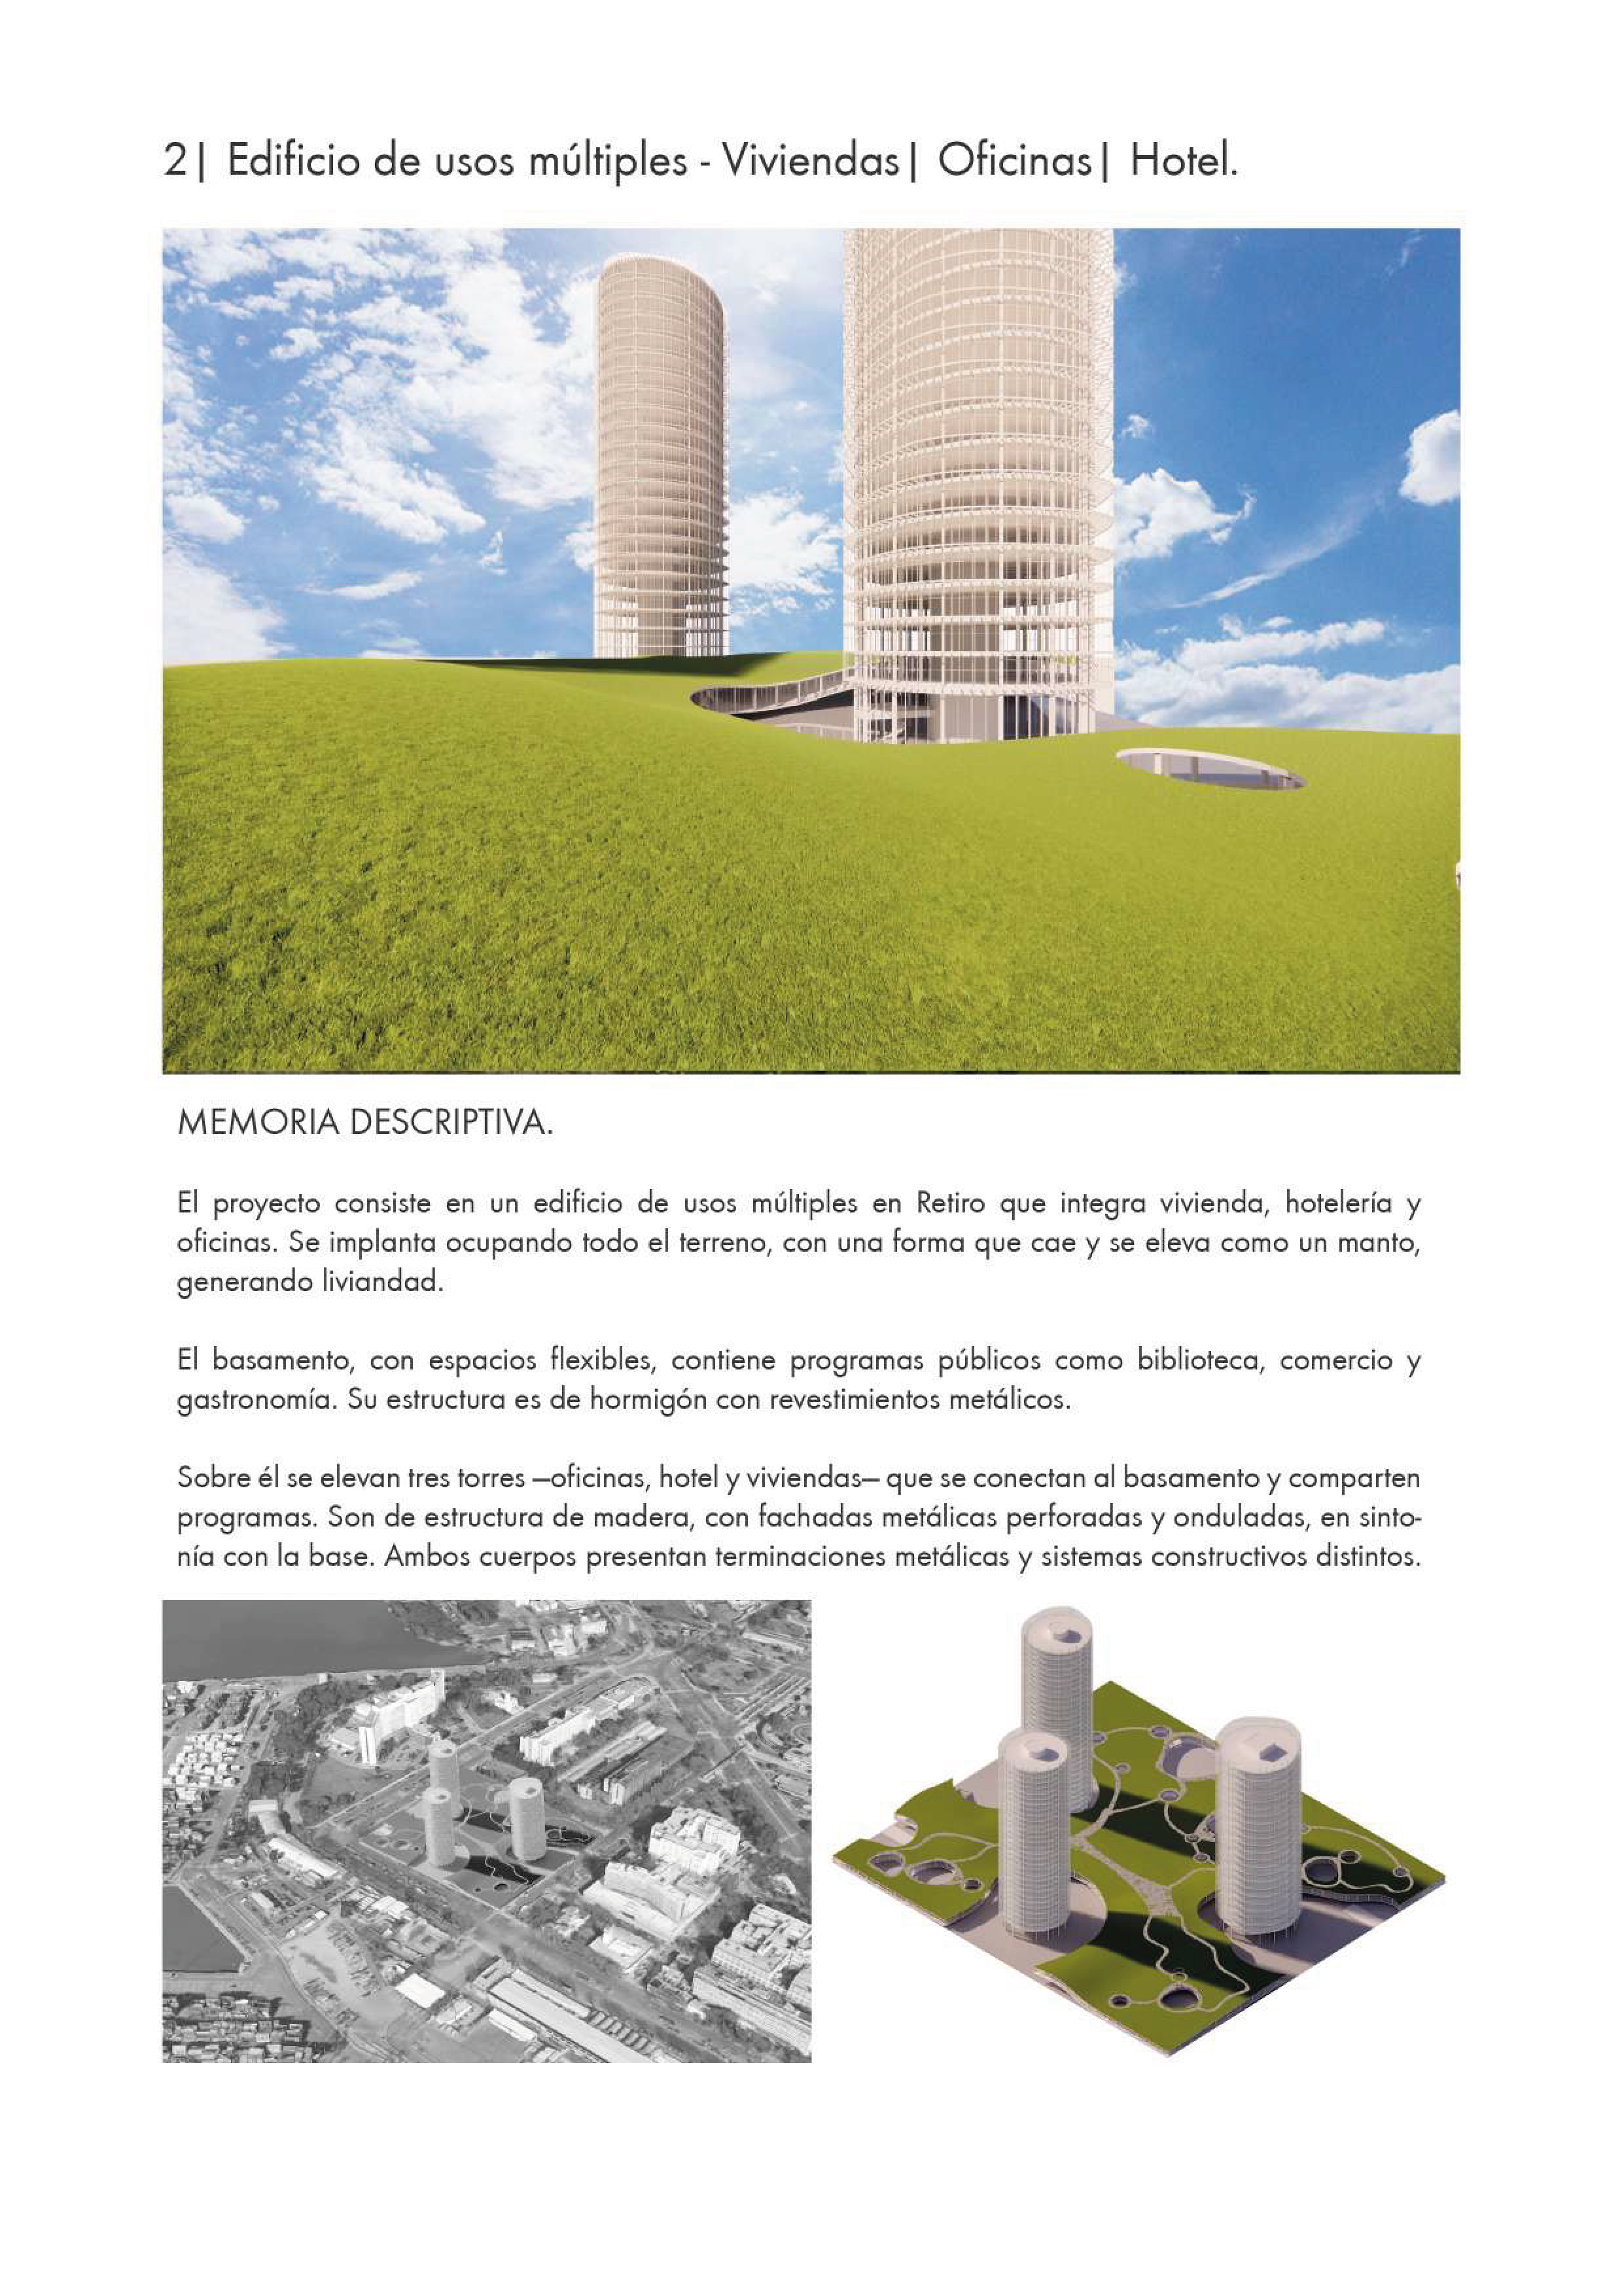 2| Edificio de usos múltiples - Viviendas| Oficinas| Hotel.
MEMORIA DESCRIPTIVA.
El proyecto consiste en un edificio de usos múltiples en Retiro que integra vivienda, hotelería y
oficinas. Se implanta ocupando todo el terreno, con una forma que cae y se eleva como un manto,
generando liviandad.
El basamento, con espacios flexibles, contiene programas públicos como biblioteca, comercio y
gastronomía. Su estructura es de hormigón con revestimientos metálicos.
Sobre él se elevan tres torres —oficinas, hotel y viviendas— que se conectan al basamento y comparten
programas. Son de estructura de madera, con fachadas metálicas perforadas y onduladas, en sinto-
nía con la base. Ambos cuerpos presentan terminaciones metálicas y sistemas constructivos distintos.